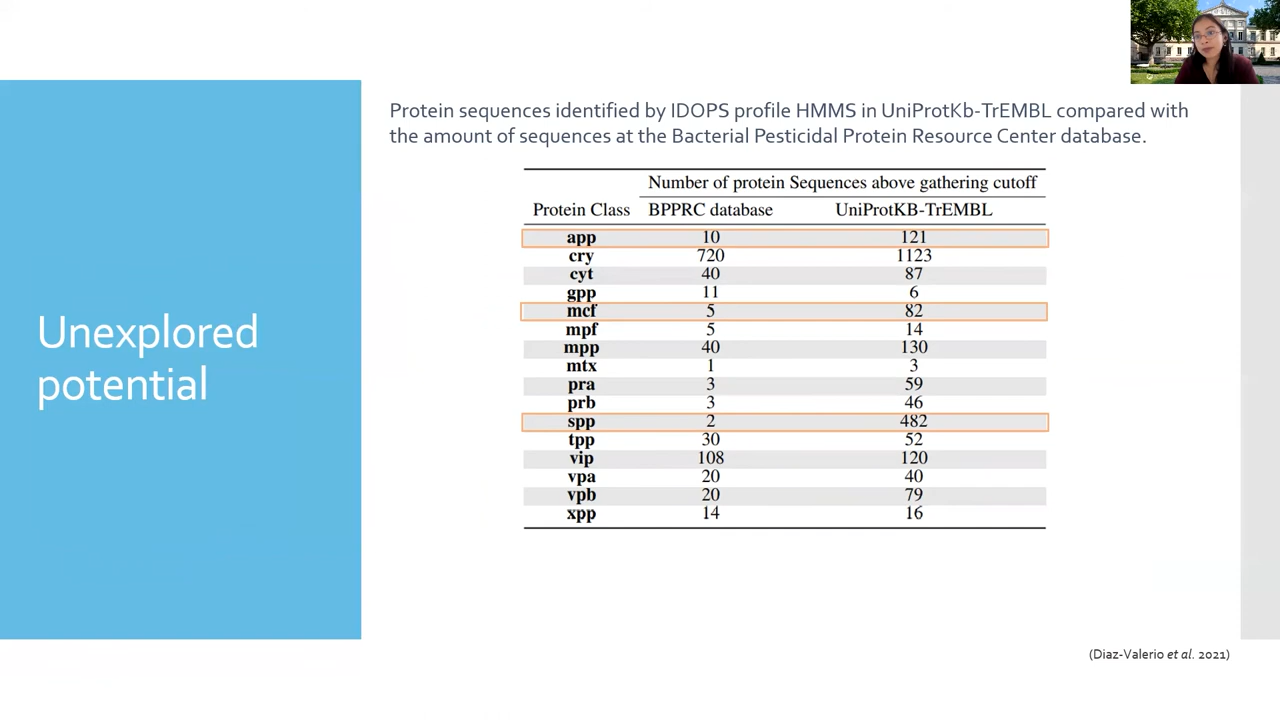 Protein sequences identified by IDOPS profile HMMS in UniProtKb-TrEMBL compared with
the amount of sequences at the Bacterial Pesticidal Protein Resource Center database.
Unexplored
potential
Number of protein Sequences above gathering cutoff
Protein Class BPPRC database UniProtKB-TrEMBL
app 10 121
cry 720 1123
cyt 40 87
gpp 11 6
mcf 5 82
mpf 5 14
mpp 40 130
mtx 1 3
pra 3 59
prb 3 46
spp 2 482
tpp 30 52
vip 108 120
vpa 20 40
vpb 20 79
xpp 14 16
(Diaz-Valerio et al. 2021)